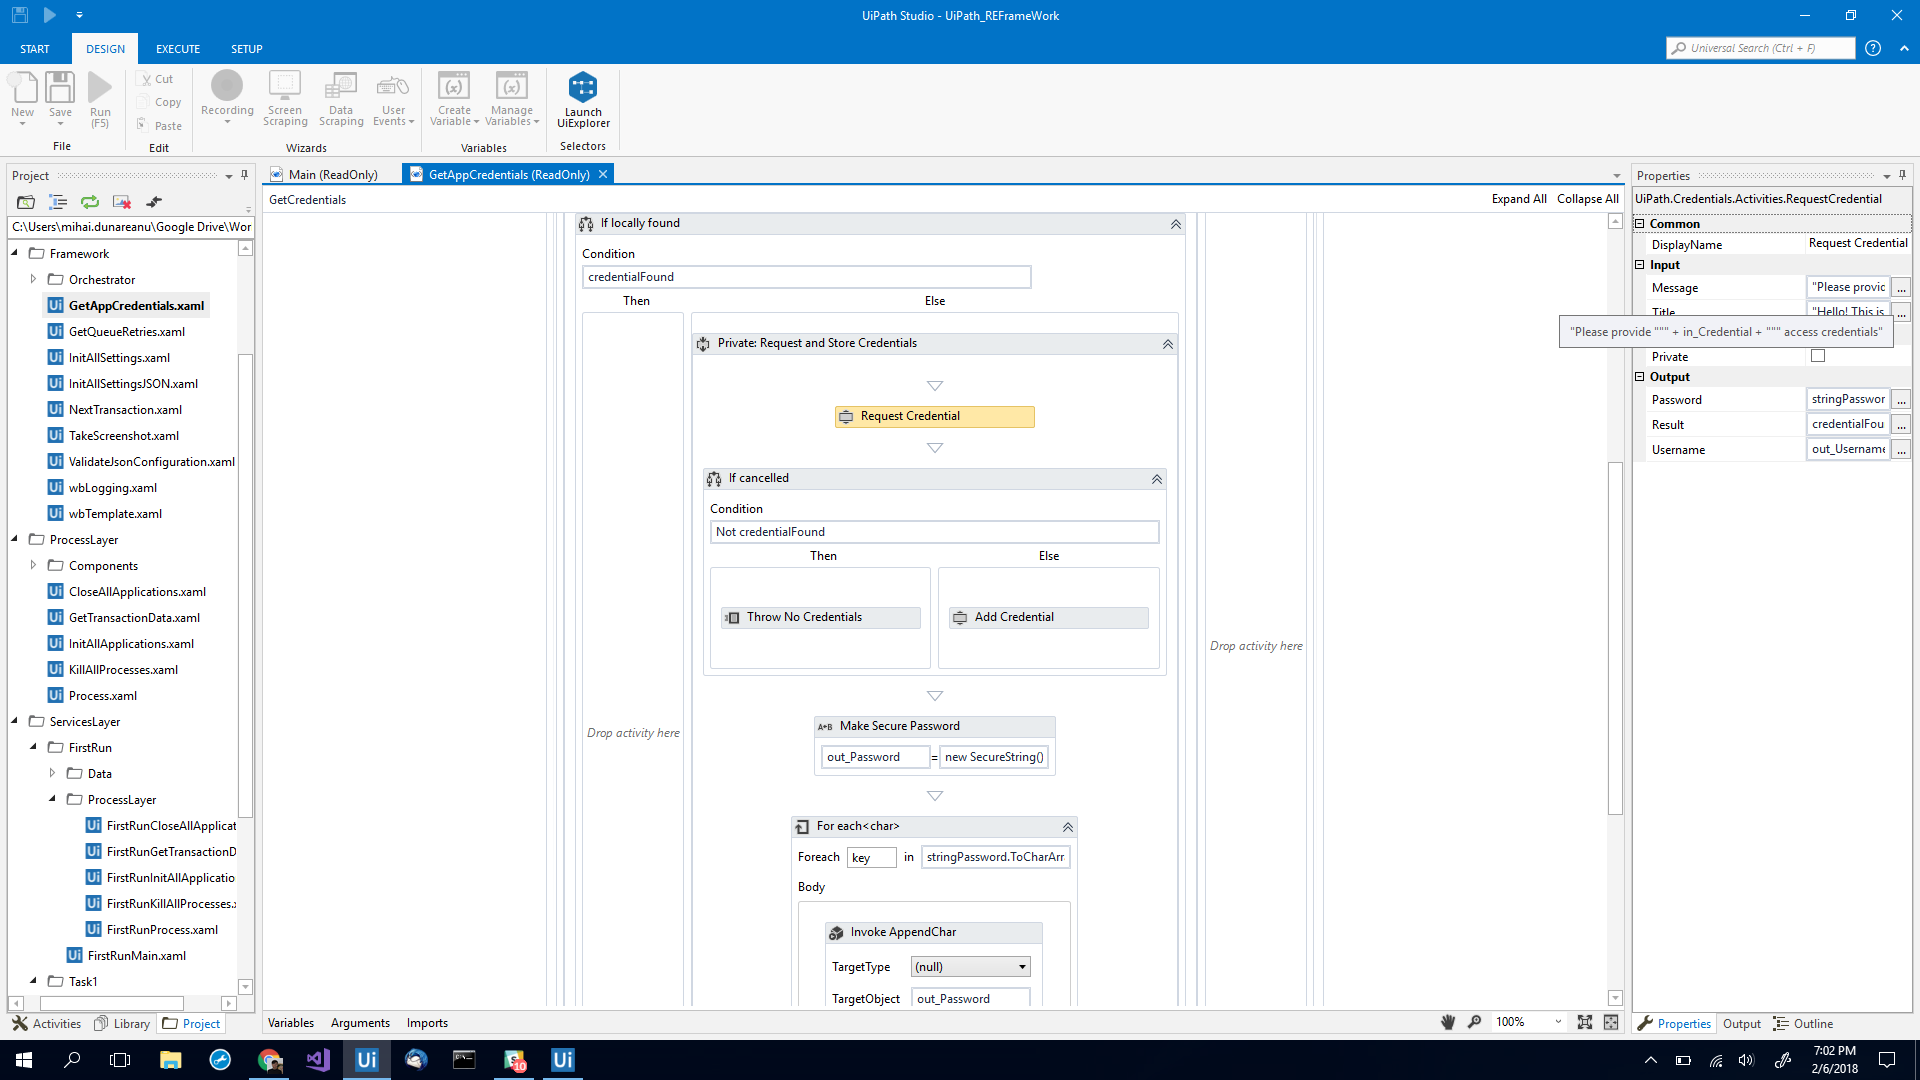 UiPath Studio - UiPath_REFrameWork
START DESIGN EXECUTE SETUP
Universal Search (Ctrl + F)
New
Save
Run
(F5)
File
Cut
Copy
Paste
Edit
Recording
Screen
Scraping
Data
Scraping
User
Events
Wizards
Create
Variable
Manage
Variables
Variables
Launch
UiExplorer
Selectors
Project
C:\Users\mihai.dunareanu\Google Drive\Wor
Framework
Orchestrator
GetAppCredentials.xaml
GetQueueRetries.xaml
InitAllSettings.xaml
InitAllSettingsJSON.xaml
NextTransaction.xaml
TakeScreenshot.xaml
ValidateJsonConfiguration.xaml
wbLogging.xaml
wbTemplate.xaml
ProcessLayer
Components
CloseAllApplications.xaml
GetTransactionData.xaml
InitAllApplications.xaml
KillAllProcesses.xaml
Process.xaml
ServicesLayer
FirstRun
Data
ProcessLayer
FirstRunCloseAllApplicat
FirstRunGetTransactionD
FirstRunInitAllApplicatio
FirstRunKillAllProcesses.x
FirstRunProcess.xaml
FirstRunMain.xaml
Task1
Activities Library Project
Main (ReadOnly) GetAppCredentials (ReadOnly)
GetCredentials
Expand All Collapse All
If locally found
Condition
credentialFound
Then Else
Private: Request and Store Credentials
Request Credential
If cancelled
Condition
Not credentialFound
Then Else
Throw No Credentials
Add Credential
Drop activity here
Drop activity here
Make Secure Password
A+B
out_Password = new SecureString()
For each<char>
Foreach key in stringPassword.ToCharArr
Body
Invoke AppendChar
TargetType (null)
TargetObject out_Password
Variables Arguments Imports
100%
Properties
UiPath.Credentials.Activities.RequestCredential
Common
DisplayName Request Credential
Input
Message "Please provic ...
Title "Hello! This is ...
"Please provide """ + in_Credential + """ access credentials"
Private
Output
Password stringPasswor ...
Result credentialFou ...
Username out_Username ...
Properties Output Outline
Ui
10
Ui
7:02 PM
2/6/2018